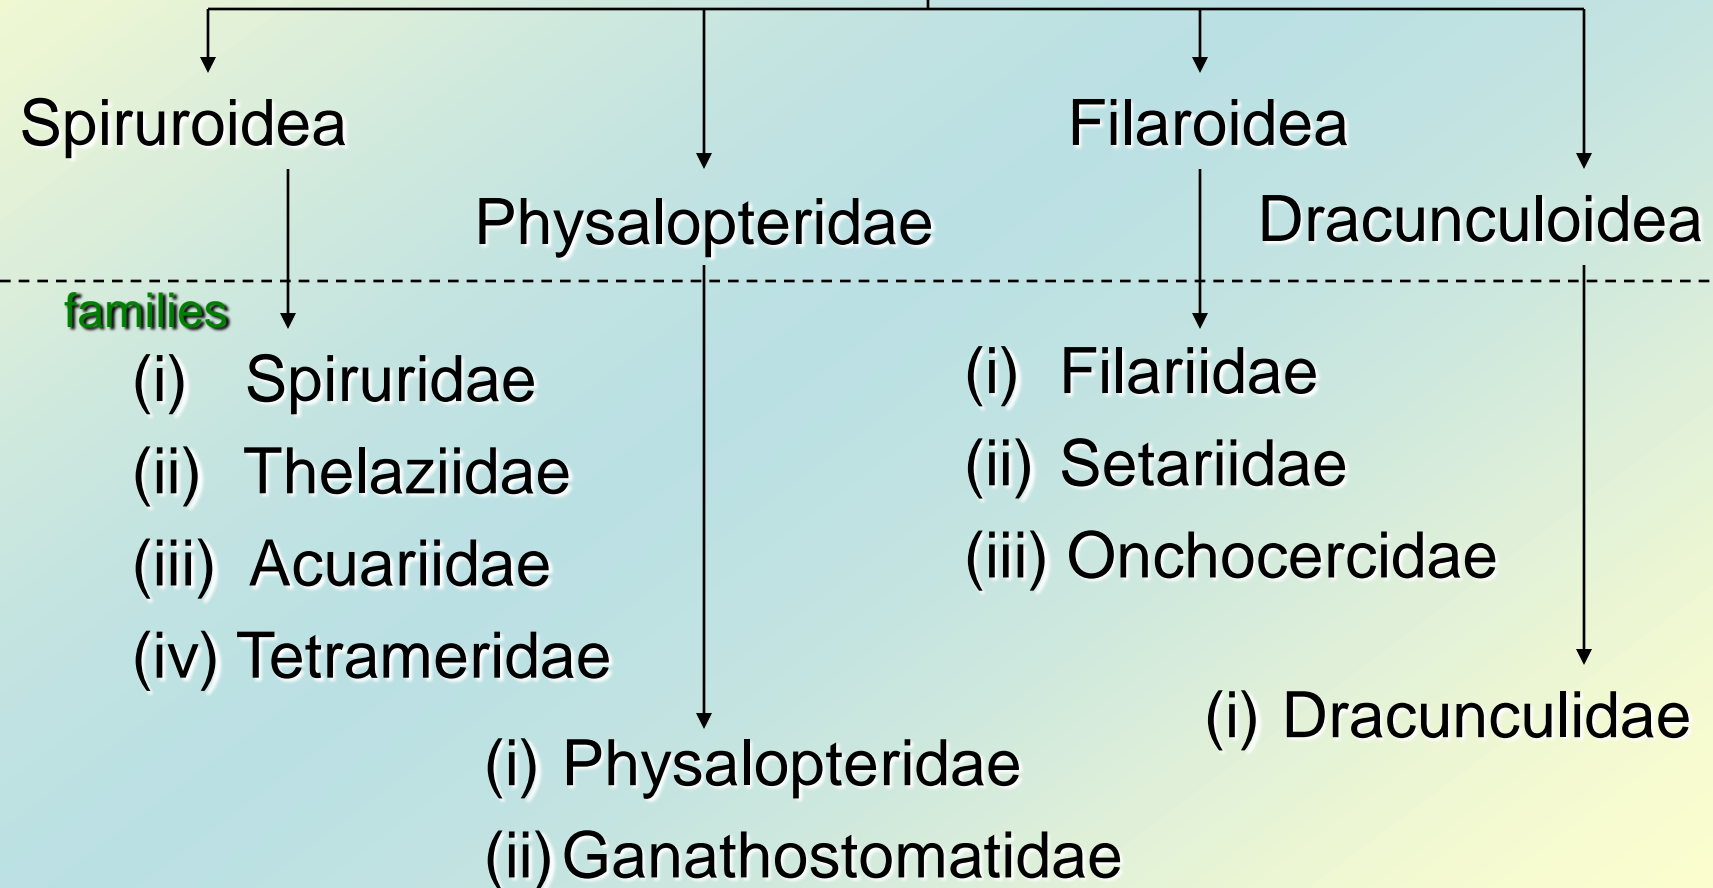 Spiruroidea
Filaroidea
Physalopteridae
Dracunculoidea
families
(i) Spiruridae
(ii) Thelaziidae
(iii) Acuariidae
(iv) Tetrameridae
(i) Filariidae
(ii) Setariidae
(iii) Onchocercidae
(i) Physalopteridae
(ii) Ganathostomatidae
(i) Dracunculidae